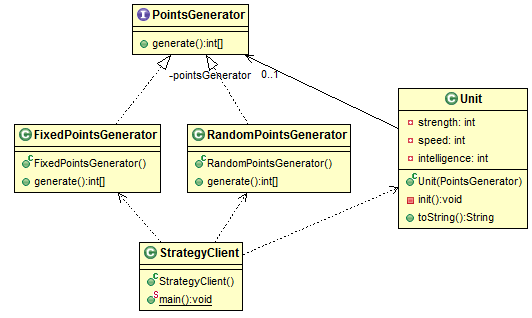 PointsGenerator
generate():int[]
-pointsGenerator 0..1
Unit
strength: int
speed: int
intelligence: int
Unit(PointsGenerator)
init():void
toString():String
FixedPointsGenerator
FixedPointsGenerator()
generate():int[]
RandomPointsGenerator
RandomPointsGenerator()
generate():int[]
StrategyClient
StrategyClient()
main():void